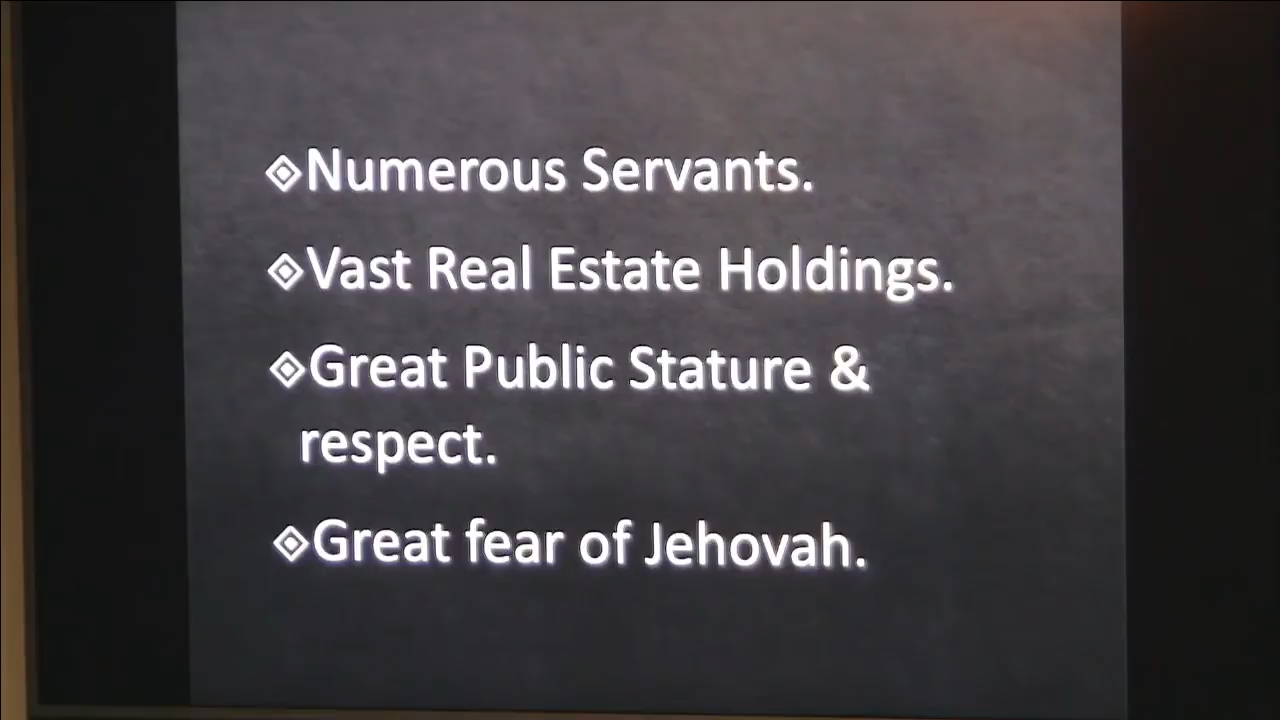 Numerous Servants.
Vast Real Estate Holdings.
Great Public Stature &
respect.
Great fear of Jehovah.